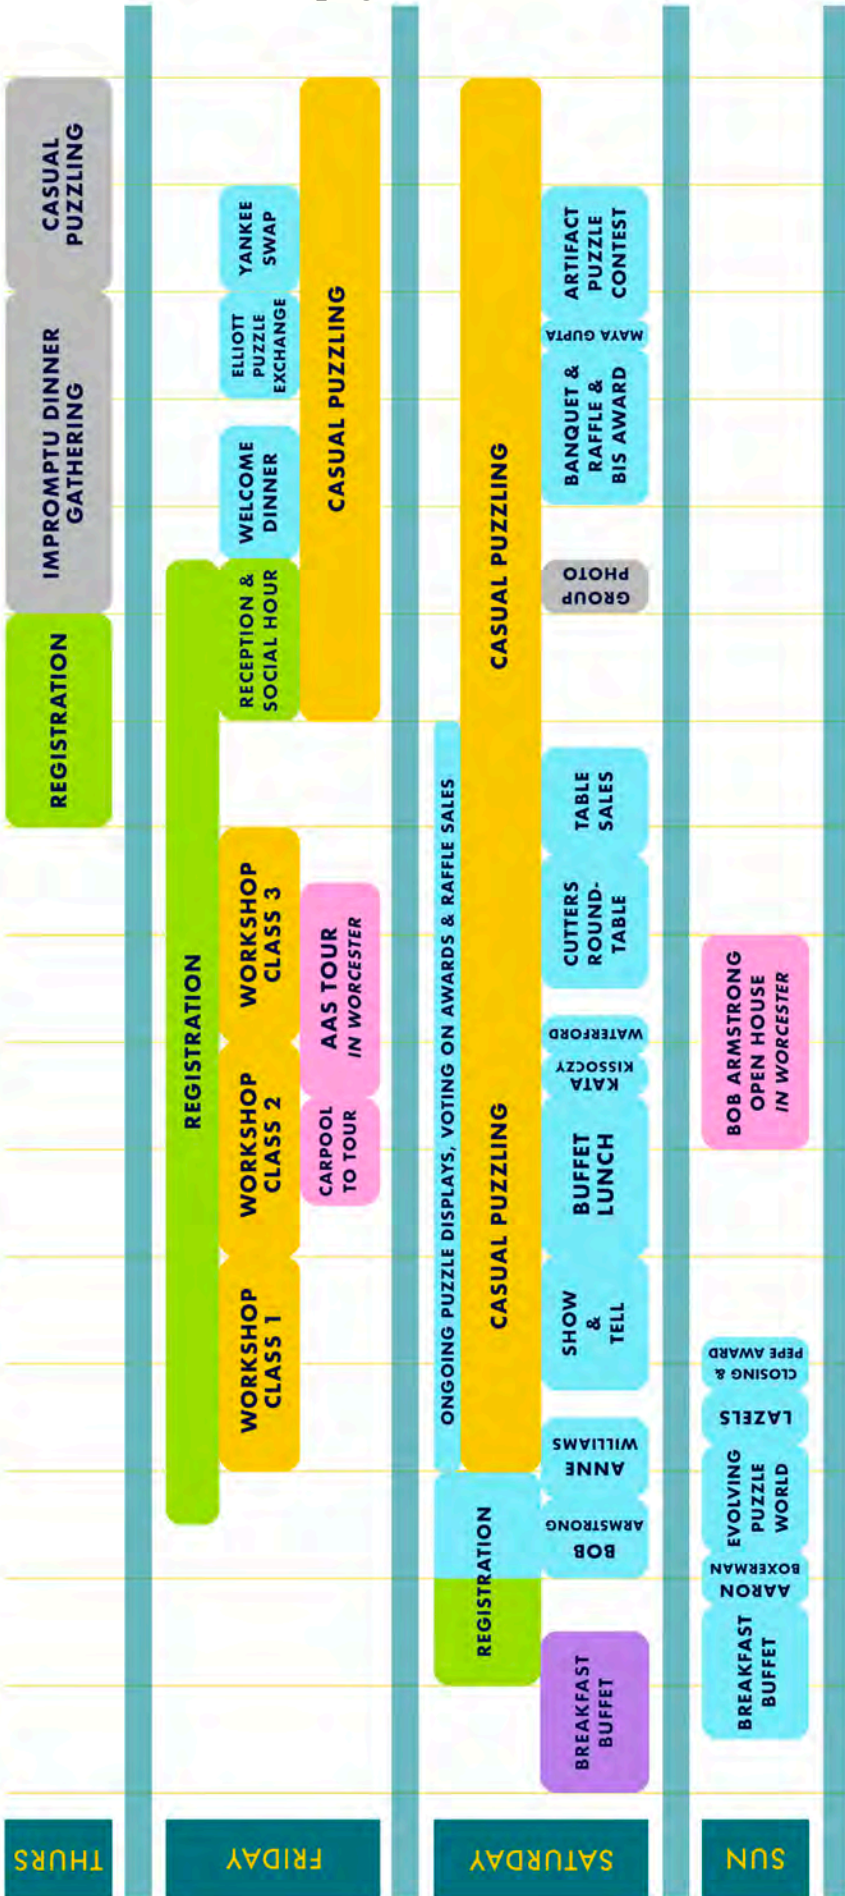 THURS
REGISTRATION
IMPROMPTU DINNER
GATHERING
CASUAL
PUZZLING
FRIDAY
REGISTRATION
WORKSHOP
CLASS 1
WORKSHOP
CLASS 2
WORKSHOP
CLASS 3
RECEPTION &
SOCIAL HOUR
WELCOME
DINNER
ELLIOTT
PUZZLE
EXCHANGE
YANKEE
SWAP
CARPOOL
TO TOUR
AAS TOUR
IN WORCESTER
CASUAL PUZZLING
SATURDAY
REGISTRATION
ONGOING PUZZLE DISPLAYS, VOTING ON AWARDS & RAFFLE SALES
CASUAL PUZZLING
CASUAL PUZZLING
BREAKFAST
BUFFET
BOB
ARMSTRONG
ANNE
WILLIAMS
SHOW
&
TELL
BUFFET
LUNCH
KATA
KISSOCZY
WATERFORD
CUTTERS
ROUND-
TABLE
TABLE
SALES
GROUP
PHOTO
BANQUET &
RAFFLE &
BIS AWARD
MAYA GUPTA
ARTIFACT
PUZZLE
CONTEST
SUN
BREAKFAST
BUFFET
AARON
BOXERMAN
EVOLVING
PUZZLE
WORLD
LAZELS
CLOSING &
PEPE AWARD
BOB ARMSTRONG
OPEN HOUSE
IN WORCESTER